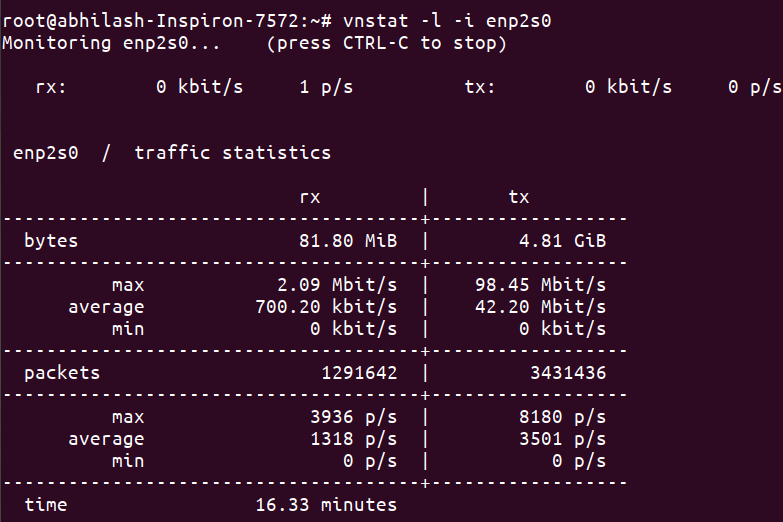 root@abhilash-Inspiron-7572:~# vnstat -l -i enp2s0
Monitoring enp2s0...    (press CTRL-C to stop)
   rx:        0 kbit/s     1 p/s          tx:        0 kbit/s     0 p/s
 enp2s0  /  traffic statistics
                           rx         |       tx
--------------------------------------+------------------
  bytes                    81.80 MiB  |        4.81 GiB
--------------------------------------+------------------
          max            2.09 Mbit/s  |    98.45 Mbit/s
      average          700.20 kbit/s  |    42.20 Mbit/s
          min               0 kbit/s  |        0 kbit/s
--------------------------------------+------------------
  packets                    1291642  |         3431436
--------------------------------------+------------------
          max               3936 p/s  |        8180 p/s
      average               1318 p/s  |        3501 p/s
          min                  0 p/s  |           0 p/s
--------------------------------------+------------------
  time                 16.33 minutes